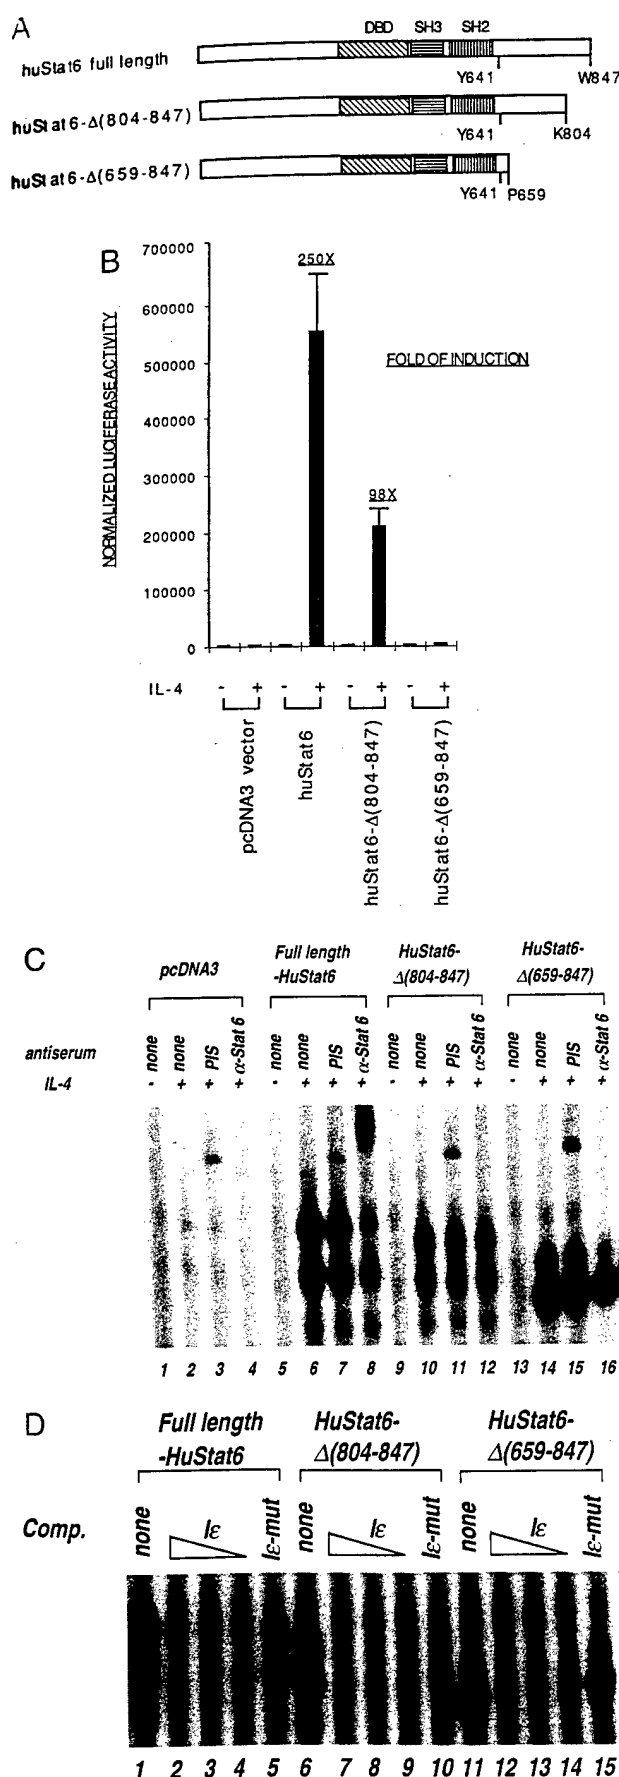 A
DBD SH3 SH2
huStat6 full length
Y641 W847
huStat6-Δ(804-847)
Y641 K804
huStat6-Δ(659-847)
Y641 P659
B
NORMALIZED LUCIFERASE ACTIVITY
700000
600000
500000
400000
300000
200000
100000
0
250X
98X
FOLD OF INDUCTION
IL-4 - + - + - + - +
pcDNA3 vector
huStat6
huStat6-Δ(804-847)
huStat6-Δ(659-847)
C
pcDNA3
Full length
-HuStat6
HuStat6-
Δ(804-847)
HuStat6-
Δ(659-847)
antiserum none none PIS α-Stat 6 none none PIS α-Stat 6 none none PIS α-Stat 6 none none PIS α-Stat 6
IL-4 - + + + - + + + - + + + - + + +
1 2 3 4 5 6 7 8 9 10 11 12 13 14 15 16
D
Full length
-HuStat6
HuStat6-
Δ(804-847)
HuStat6-
Δ(659-847)
Comp. none Iε Iε-mut none Iε Iε-mut none Iε Iε-mut
1 2 3 4 5 6 7 8 9 10 11 12 13 14 15